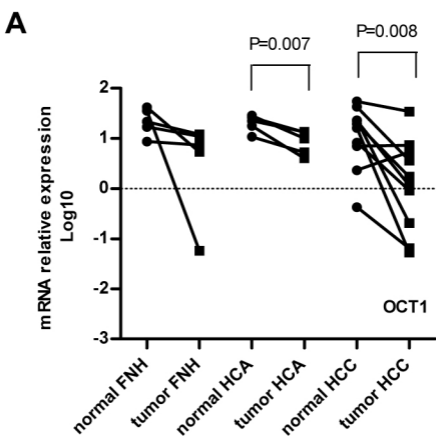 A
P=0.007
P=0.008
mRNA relative expression
Log10
2
1
0
-1
-2
-3
OCT1
normal FNH
tumor FNH
normal HCA
tumor HCA
normal HCC
tumor HCC